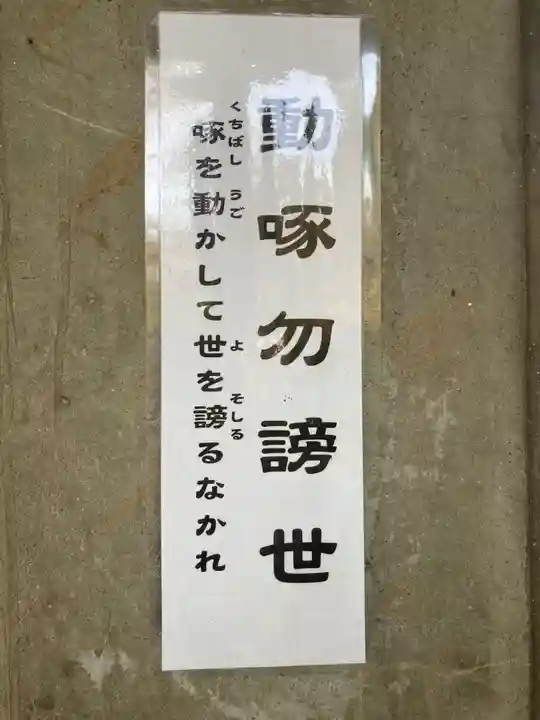 動啄勿謗世
啄を動かして世を謗るなかれ
くちばし うご よ そしる